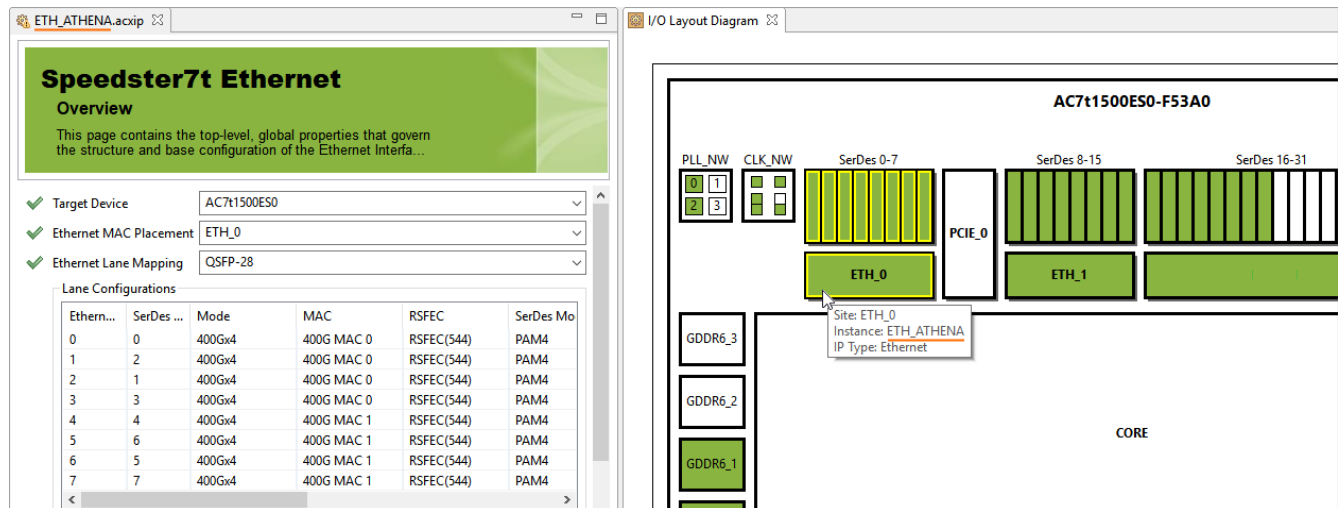 ETH_ATHENA.acxip
Speedster7t Ethernet
Overview
This page contains the top-level, global properties that govern
the structure and base configuration of the Ethernet Interfa...
Target Device AC7t1500ES0
Ethernet MAC Placement ETH_0
Ethernet Lane Mapping QSFP-28
Lane Configurations
Ethern... SerDes ... Mode MAC RSFEC SerDes Mo
0 0 400Gx4 400G MAC 0 RSFEC(544) PAM4
1 2 400Gx4 400G MAC 0 RSFEC(544) PAM4
2 1 400Gx4 400G MAC 0 RSFEC(544) PAM4
3 3 400Gx4 400G MAC 0 RSFEC(544) PAM4
4 4 400Gx4 400G MAC 1 RSFEC(544) PAM4
5 6 400Gx4 400G MAC 1 RSFEC(544) PAM4
6 5 400Gx4 400G MAC 1 RSFEC(544) PAM4
7 7 400Gx4 400G MAC 1 RSFEC(544) PAM4
I/O Layout Diagram
AC7t1500ES0-F53A0
PLL_NW CLK_NW SerDes 0-7 SerDes 8-15 SerDes 16-31
0 1
2 3
PCIE_0
ETH_0 ETH_1
Site: ETH_0
Instance: ETH_ATHENA
IP Type: Ethernet
GDDR6_3
GDDR6_2
CORE
GDDR6_1